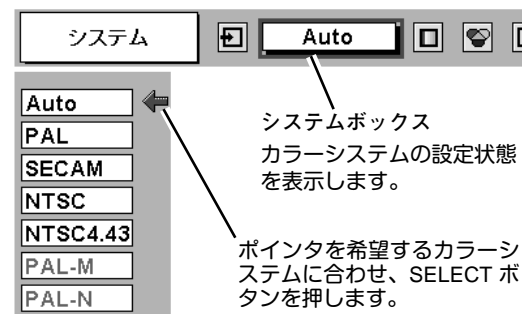 システム
Auto
Auto
PAL
SECAM
NTSC
NTSC4.43
PAL-M
PAL-N
システムボックス
カラーシステムの設定状態
を表示します。
ポインタを希望するカラーシ
ステムに合わせ、SELECT ボ
タンを押します。